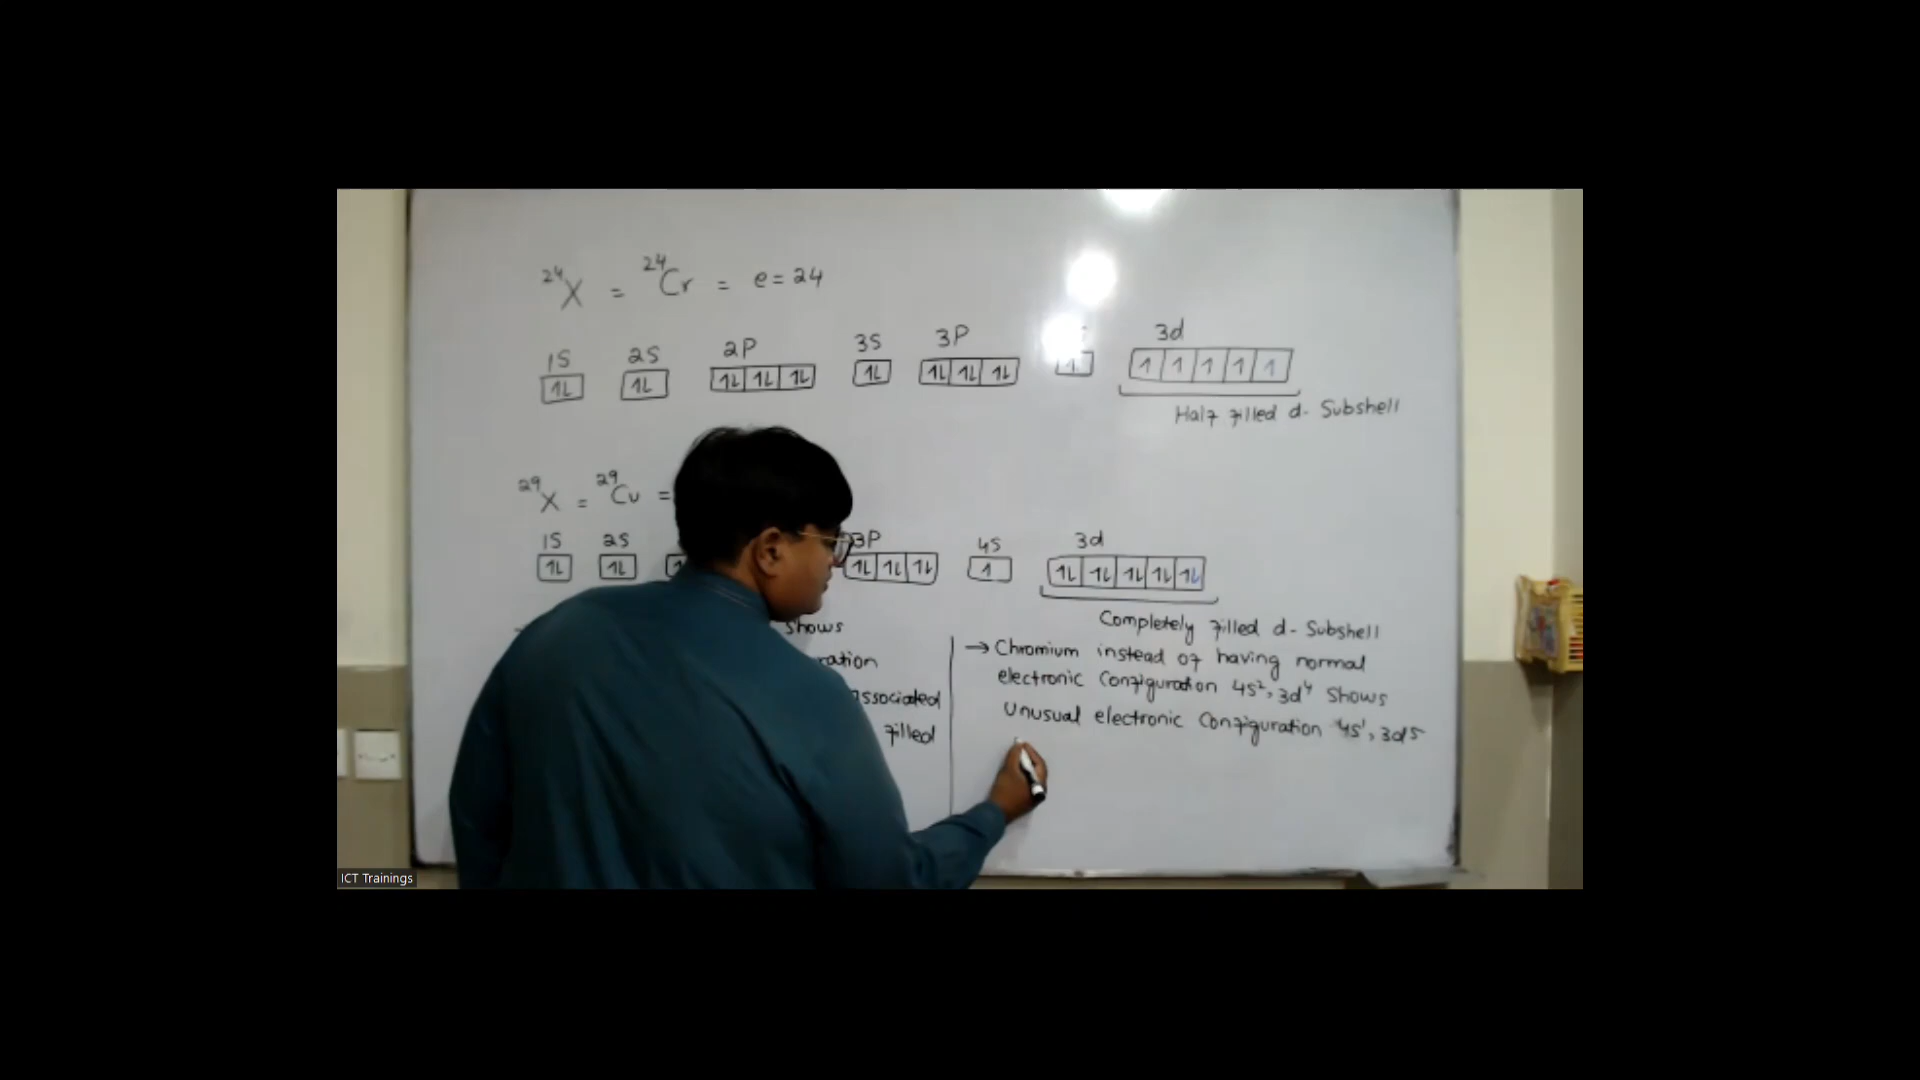 24X = 24Cr = e = 24
1S 2S 2P 3S 3P 3d
1L 1L 1L 1L 1L 1L 1L 1L 1L 1 1 1 1 1 1
Half filled d- Subshell
29X = 29Cu =
1S 2S 3P 4S 3d
1L 1L 1L 1L 1L 1 1L 1L 1L 1L 1L
Completely filled d- Subshell
Shows
ration
associated
filled
→ Chromium instead of having normal
electronic Configuration 4s², 3d⁴ Shows
Unusual electronic Configuration 4s¹, 3d5
ICT Trainings